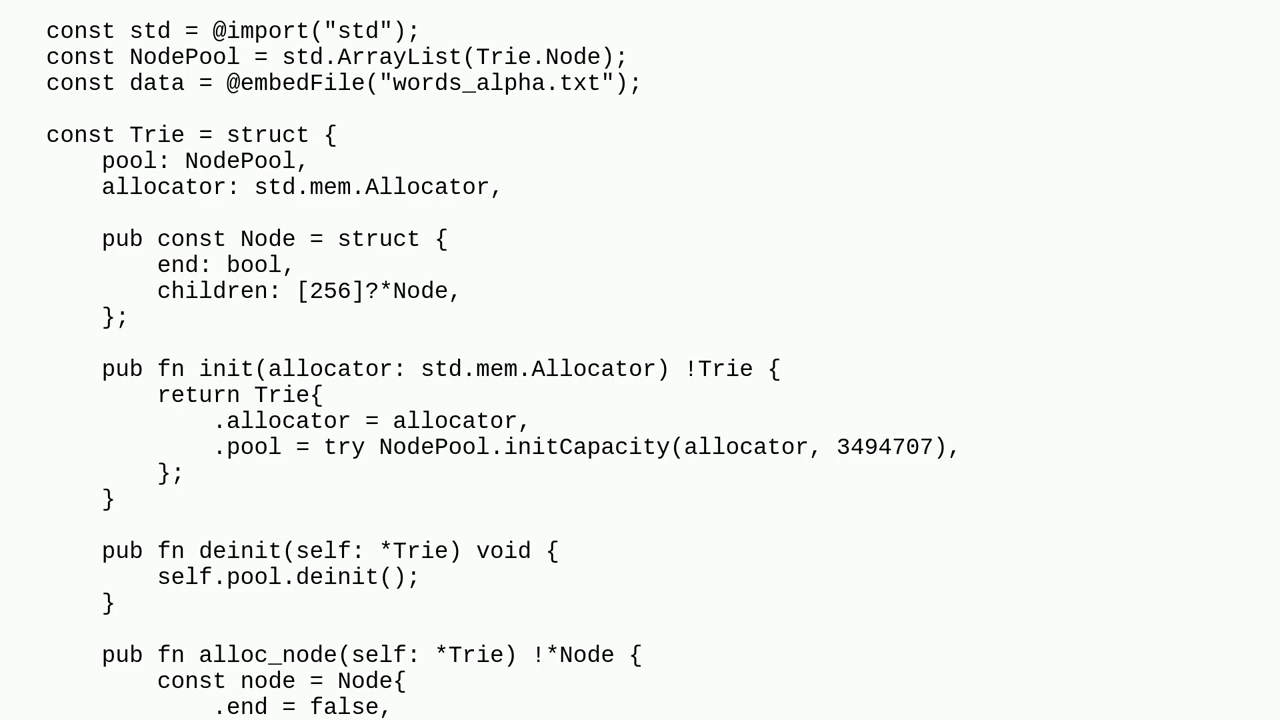 const std = @import("std");
const NodePool = std.ArrayList(Trie.Node);
const data = @embedFile("words_alpha.txt");

const Trie = struct {
    pool: NodePool,
    allocator: std.mem.Allocator,

    pub const Node = struct {
        end: bool,
        children: [256]?*Node,
    };

    pub fn init(allocator: std.mem.Allocator) !Trie {
        return Trie{
            .allocator = allocator,
            .pool = try NodePool.initCapacity(allocator, 3494707),
        };
    }

    pub fn deinit(self: *Trie) void {
        self.pool.deinit();
    }

    pub fn alloc_node(self: *Trie) !*Node {
        const node = Node{
            .end = false,